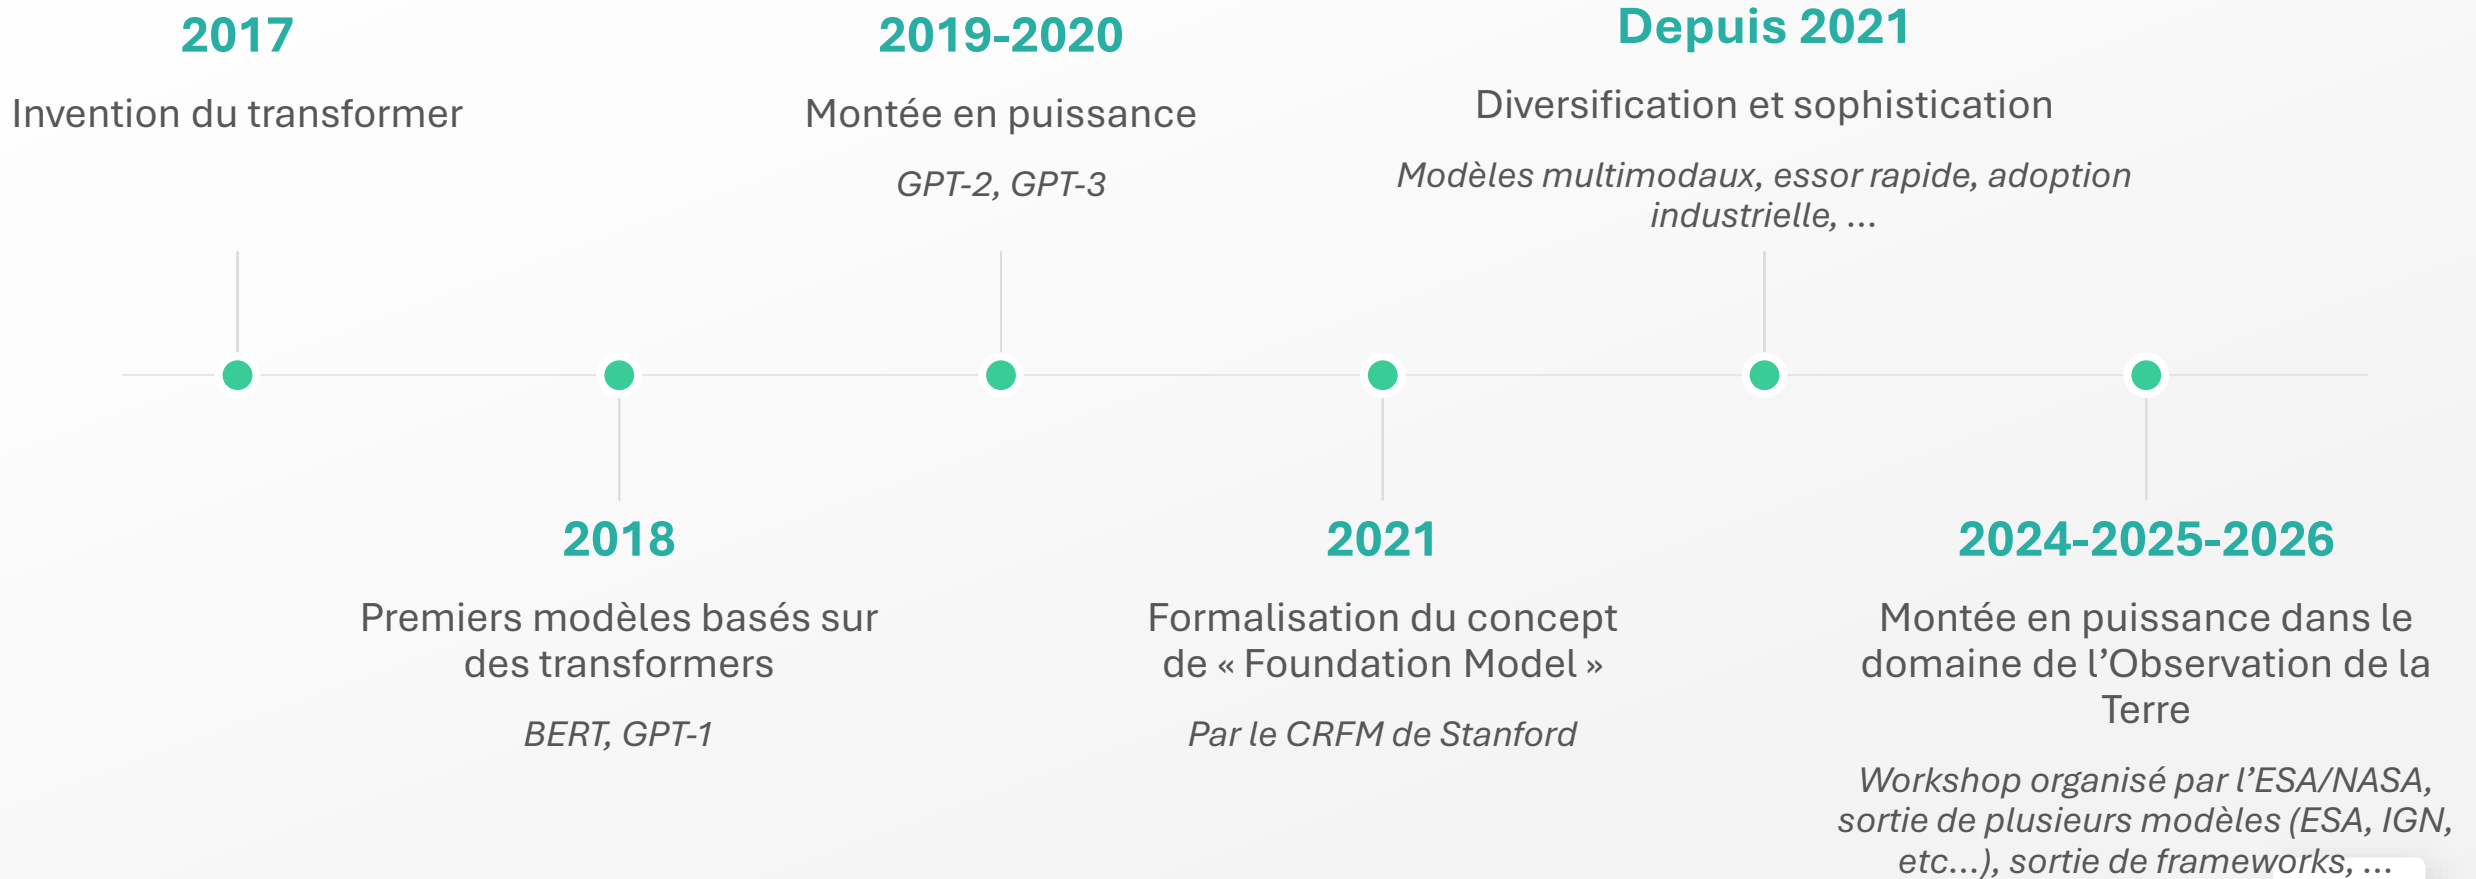 2017
Invention du transformer
2018
Premiers modèles basés sur
des transformers
BERT, GPT-1
2019-2020
Montée en puissance
GPT-2, GPT-3
2021
Formalisation du concept
de « Foundation Model »
Par le CRFM de Stanford
Depuis 2021
Diversification et sophistication
Modèles multimodaux, essor rapide, adoption
industrielle, ...
2024-2025-2026
Montée en puissance dans le
domaine de l’Observation de la
Terre
Workshop organisé par l’ESA/NASA,
sortie de plusieurs modèles (ESA, IGN,
etc...), sortie de frameworks, ...